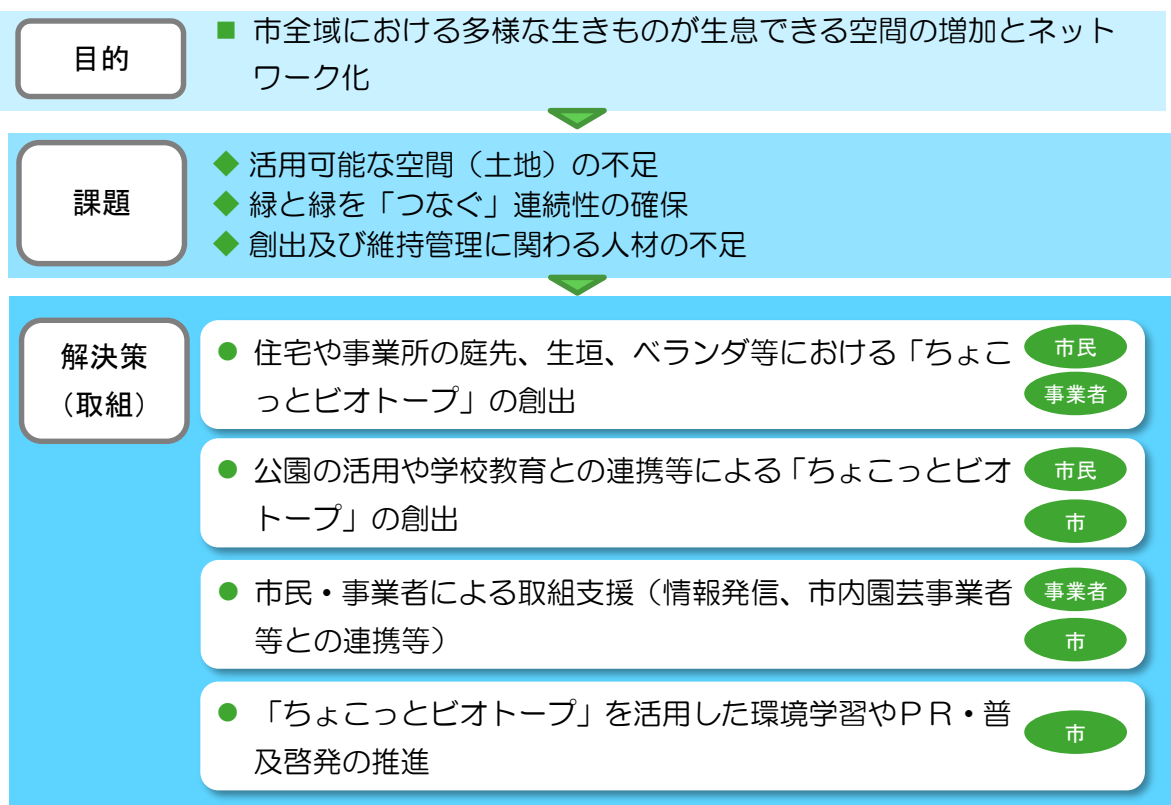 目的
■ 市全域における多様な生きものが生息できる空間の増加とネット
ワーク化
課題
◆ 活用可能な空間（土地）の不足
◆ 緑と緑を「つなぐ」連続性の確保
◆ 創出及び維持管理に関わる人材の不足
解決策
（取組）
● 住宅や事業所の庭先、生垣、ベランダ等における「ちょこ
っとビオトープ」の創出
市民
事業者
● 公園の活用や学校教育との連携等による「ちょこっとビオ
トープ」の創出
市民
市
● 市民・事業者による取組支援（情報発信、市内園芸事業者
等との連携等）
事業者
市
● 「ちょこっとビオトープ」を活用した環境学習やＰＲ・普
及啓発の推進
市